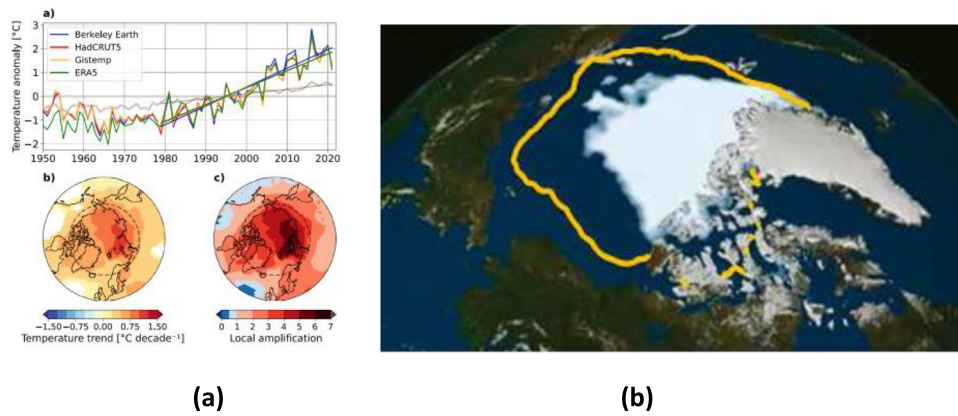 a)
3
2
1
0
−1
−2
Temperature anomaly [°C]
Berkeley Earth
HadCRUT5
Gistemp
ERA5
1950 1960 1970 1980 1990 2000 2010 2020
b) c)
−1.50 −0.75 0.00 0.75 1.50
Temperature trend [°C decade⁻¹]
0 1 2 3 4 5 6 7
Local amplification
(a) (b)